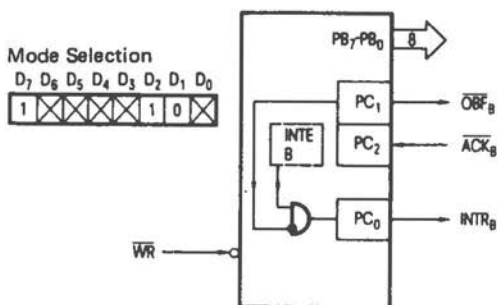 Mode Selection
D7 D6 D5 D4 D3 D2 D1 D0
1 1 0
PB7-PB0 8
PC1 OBFB
INTE B
PC2 ACKB
PC0 INTRB
WR